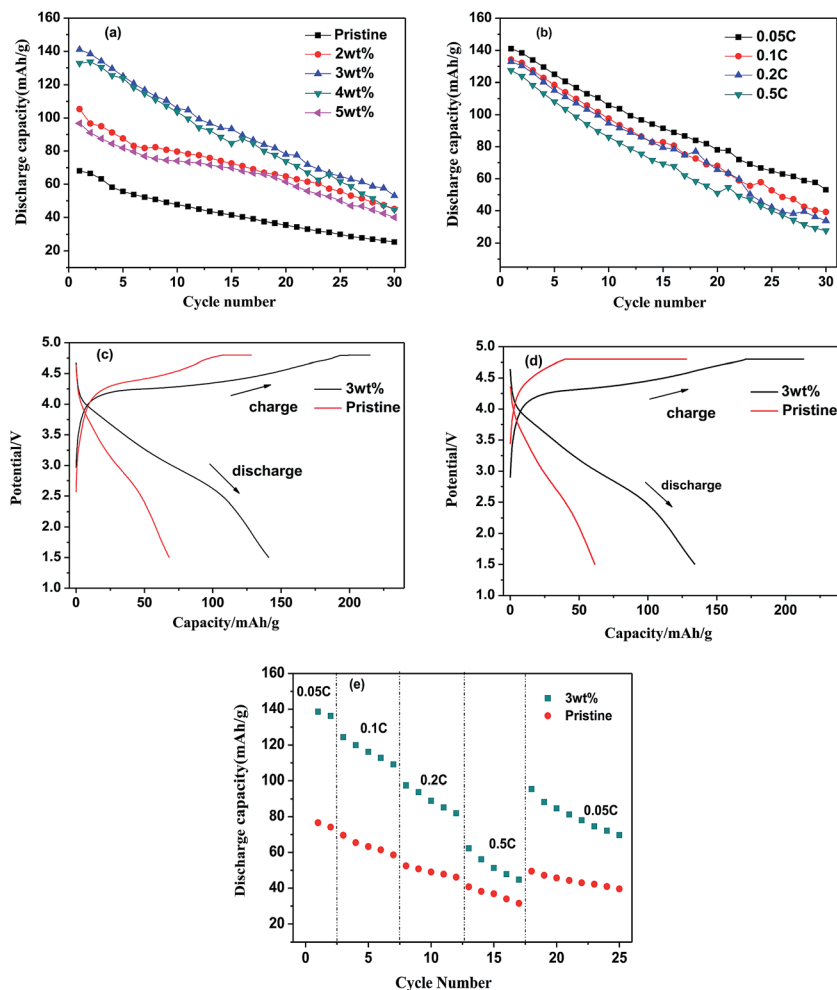 (a)
Pristine
2wt%
3wt%
4wt%
5wt%
Discharge capacity(mAh/g)
160
140
120
100
80
60
40
20
0 5 10 15 20 25 30
Cycle number
(b)
0.05C
0.1C
0.2C
0.5C
Discharge capacity(mAh/g)
160
140
120
100
80
60
40
20
0 5 10 15 20 25 30
Cycle number
(c)
3wt%
Pristine
charge
discharge
Potential/V
5.0
4.5
4.0
3.5
3.0
2.5
2.0
1.5
1.0
0 50 100 150 200
Capacity/mAh/g
(d)
3wt%
Pristine
charge
discharge
Potential/V
5.0
4.5
4.0
3.5
3.0
2.5
2.0
1.5
1.0
0 50 100 150 200
Capacity/mAh/g
(e)
3wt%
Pristine
0.05C
0.1C
0.2C
0.5C
0.05C
Discharge capacity(mAh/g)
160
140
120
100
80
60
40
20
0 5 10 15 20 25
Cycle Number